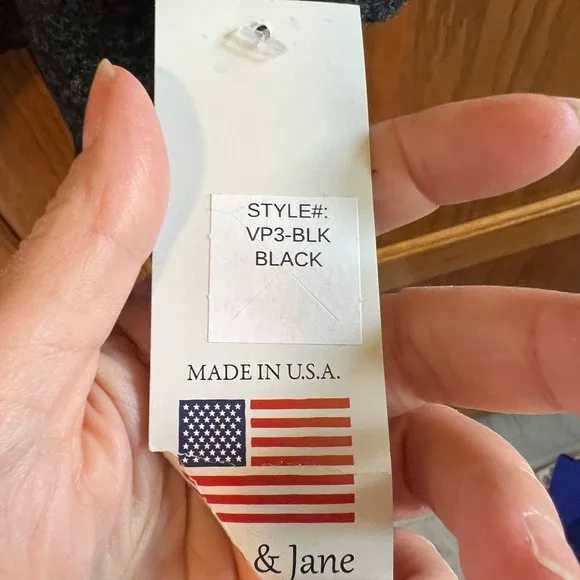 STYLE#:
VP3-BLK
BLACK
MADE IN U.S.A.
& Jane